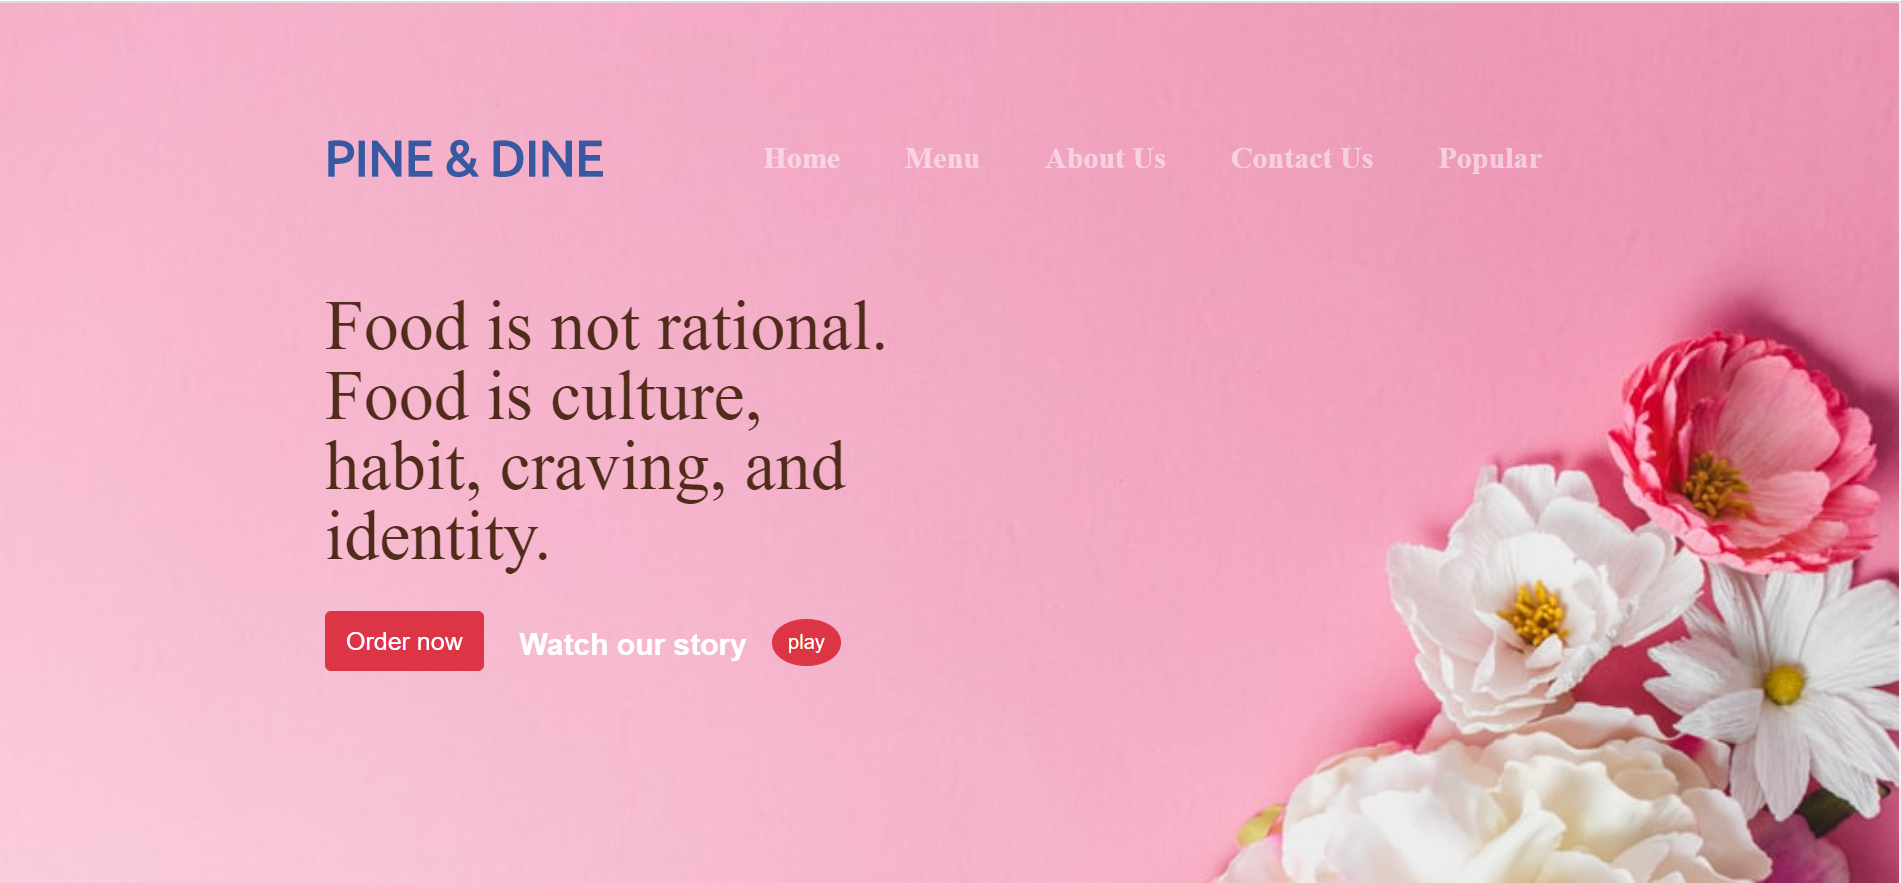 PINE & DINE
Home Menu About Us Contact Us Popular
Food is not rational.
Food is culture,
habit, craving, and
identity.
Order now Watch our story play